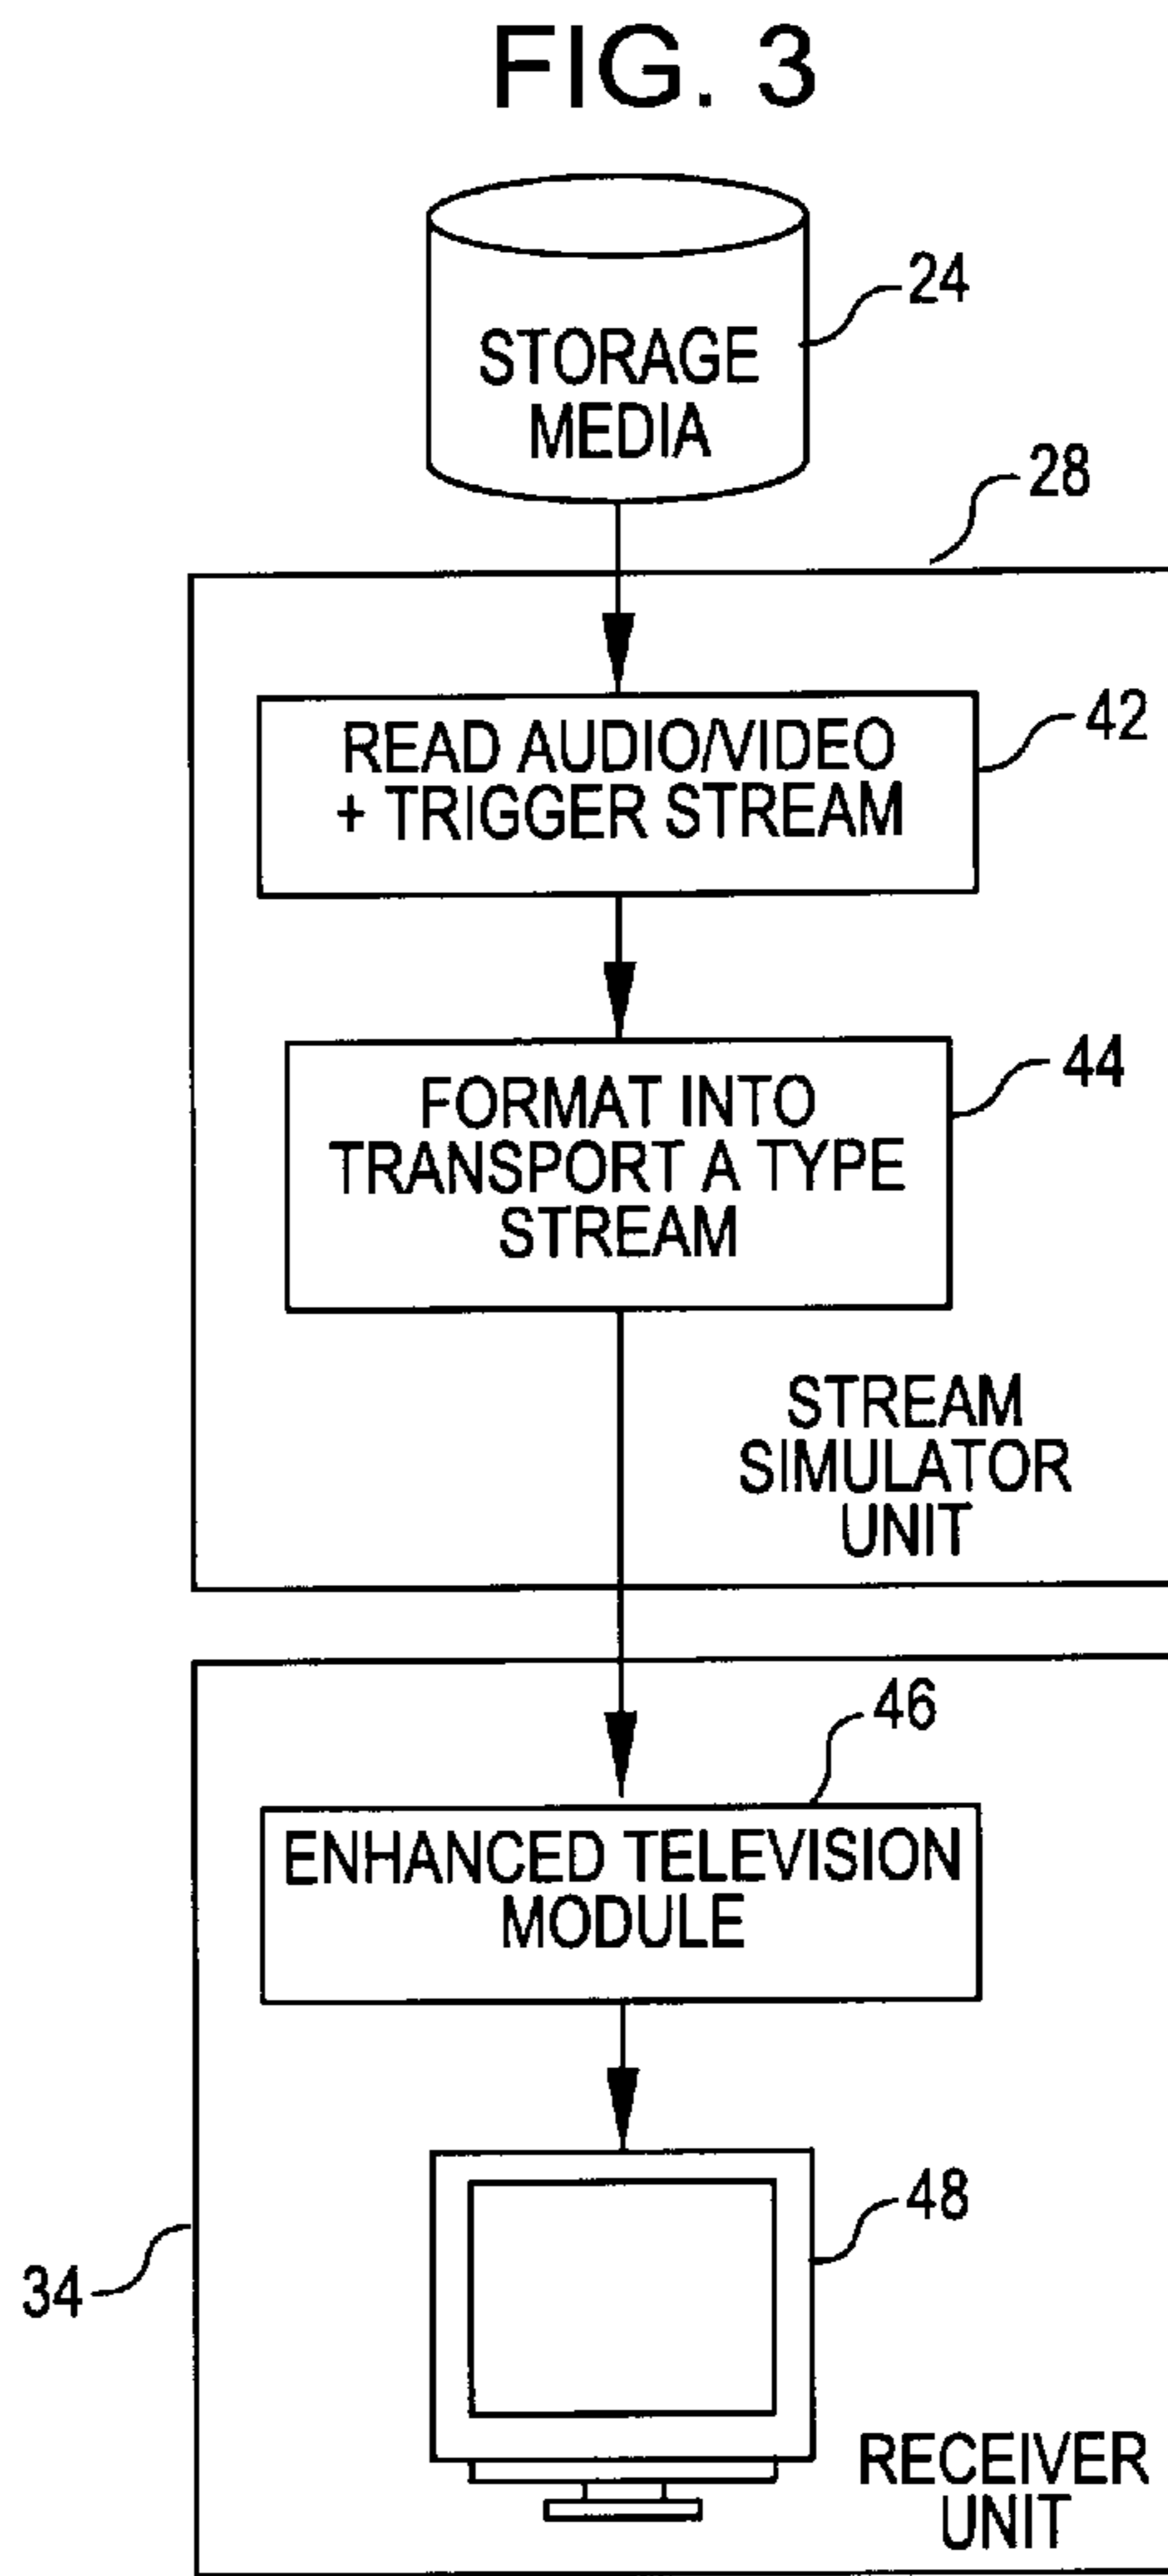 FIG. 3
24
STORAGE
MEDIA
28
READ AUDIO/VIDEO
+ TRIGGER STREAM
42
44
FORMAT INTO
TRANSPORT A TYPE
STREAM
STREAM
SIMULATOR
UNIT
46
ENHANCED TELEVISION
MODULE
48
34
RECEIVER
UNIT